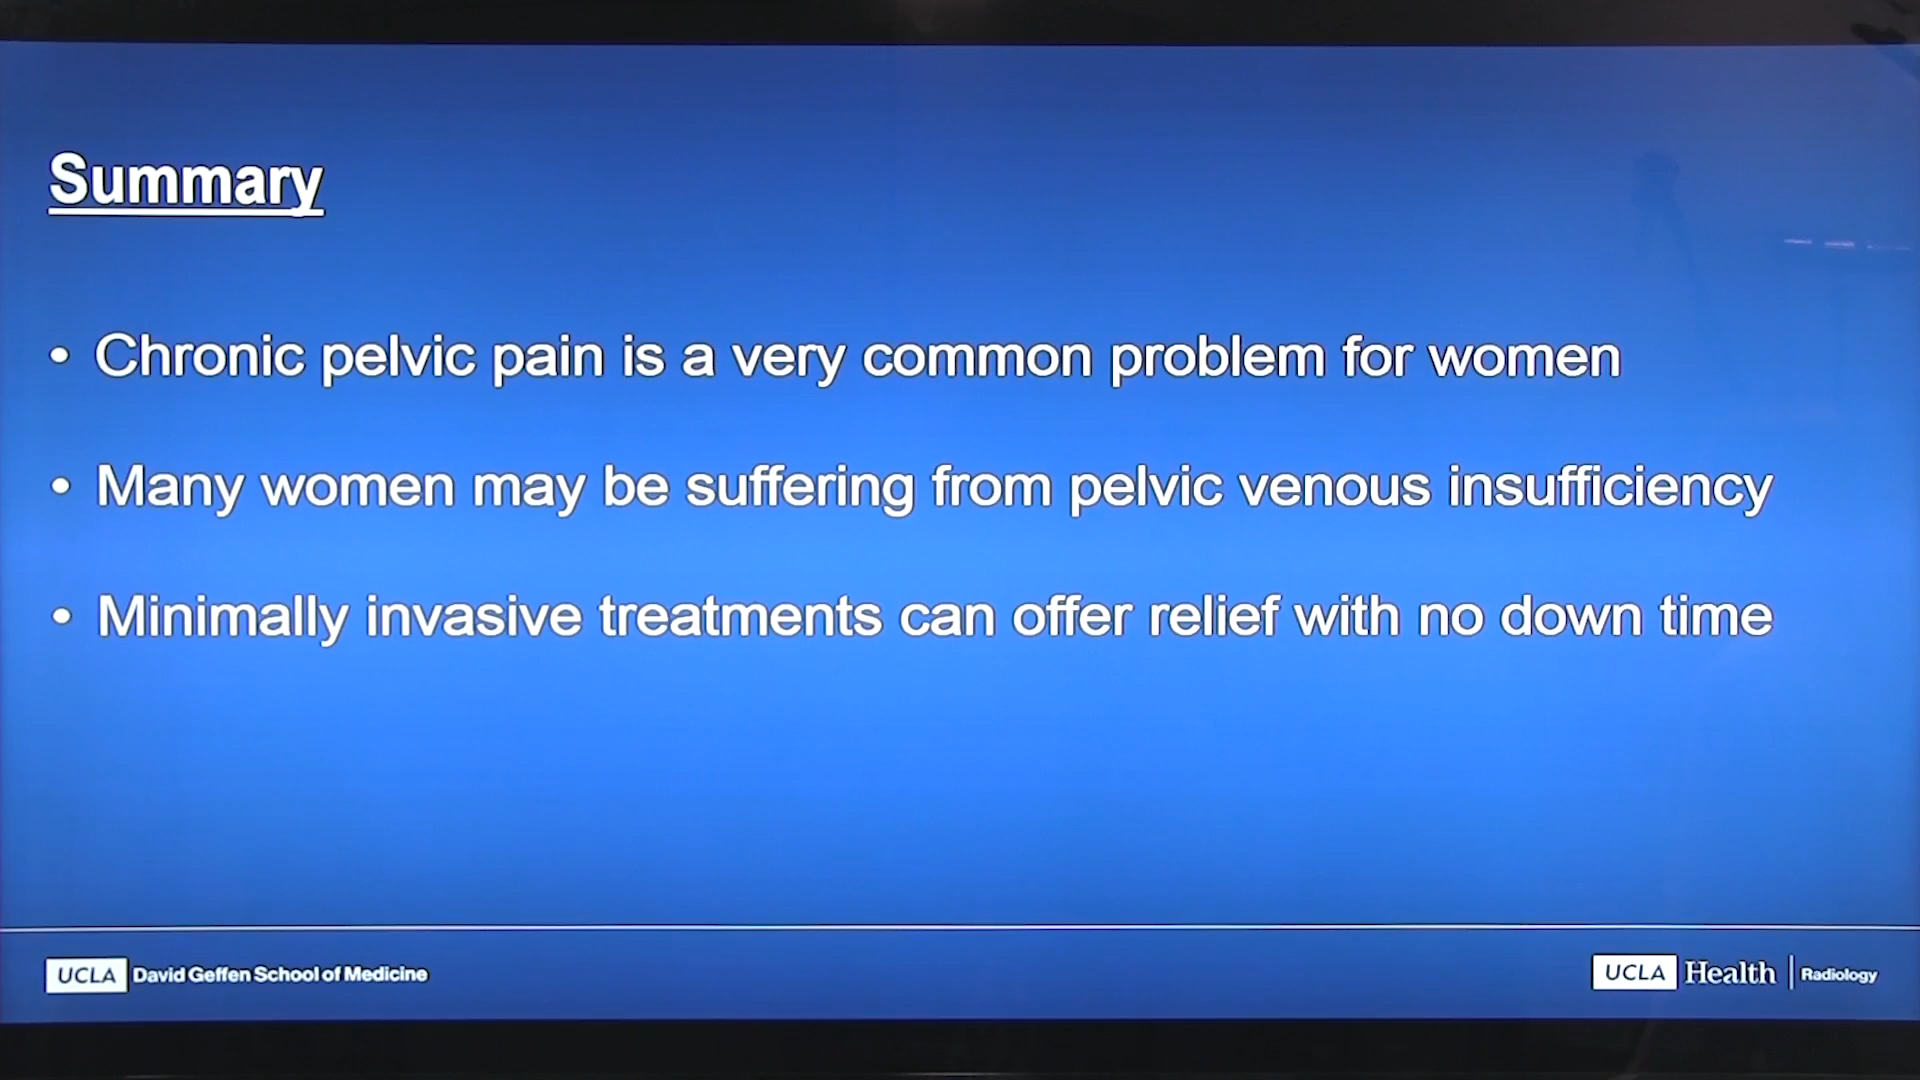 Summary
• Chronic pelvic pain is a very common problem for women
• Many women may be suffering from pelvic venous insufficiency
• Minimally invasive treatments can offer relief with no down time
UCLA David Geffen School of Medicine
UCLA Health | Radiology